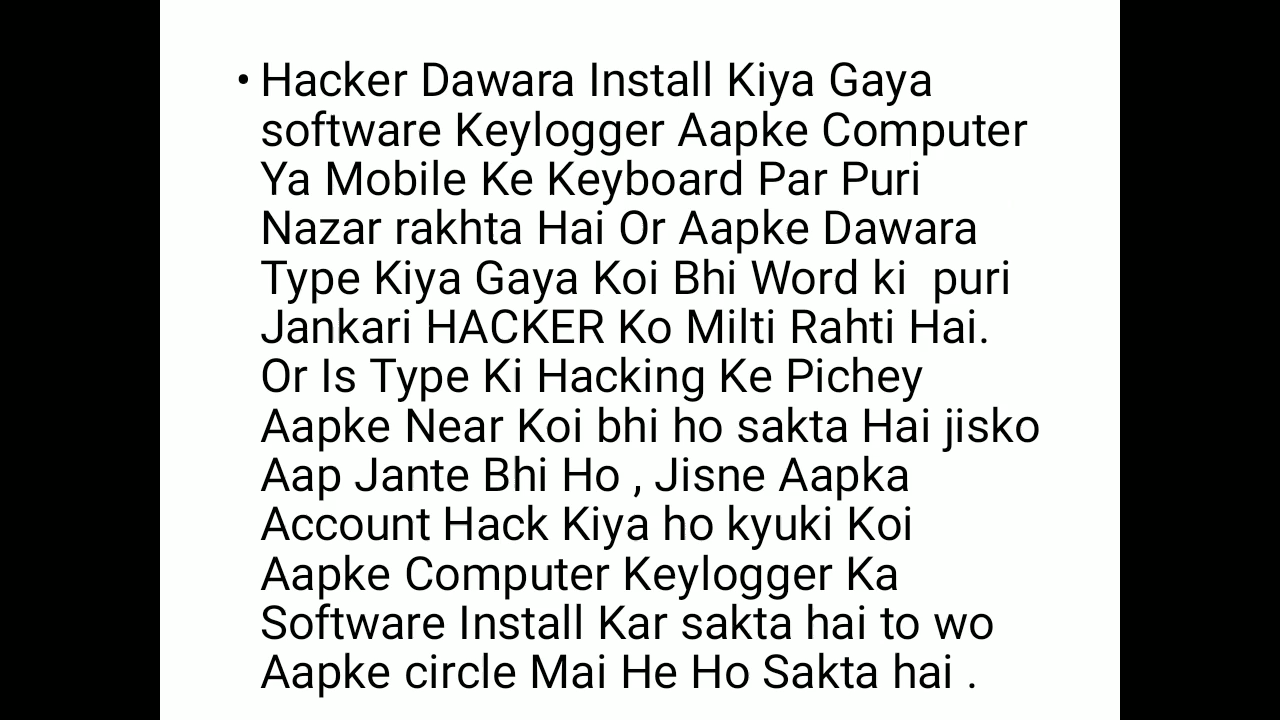 • Hacker Dawara Install Kiya Gaya
software Keylogger Aapke Computer
Ya Mobile Ke Keyboard Par Puri
Nazar rakhta Hai Or Aapke Dawara
Type Kiya Gaya Koi Bhi Word ki  puri
Jankari HACKER Ko Milti Rahti Hai.
Or Is Type Ki Hacking Ke Pichey
Aapke Near Koi bhi ho sakta Hai jisko
Aap Jante Bhi Ho , Jisne Aapka
Account Hack Kiya ho kyuki Koi
Aapke Computer Keylogger Ka
Software Install Kar sakta hai to wo
Aapke circle Mai He Ho Sakta hai .